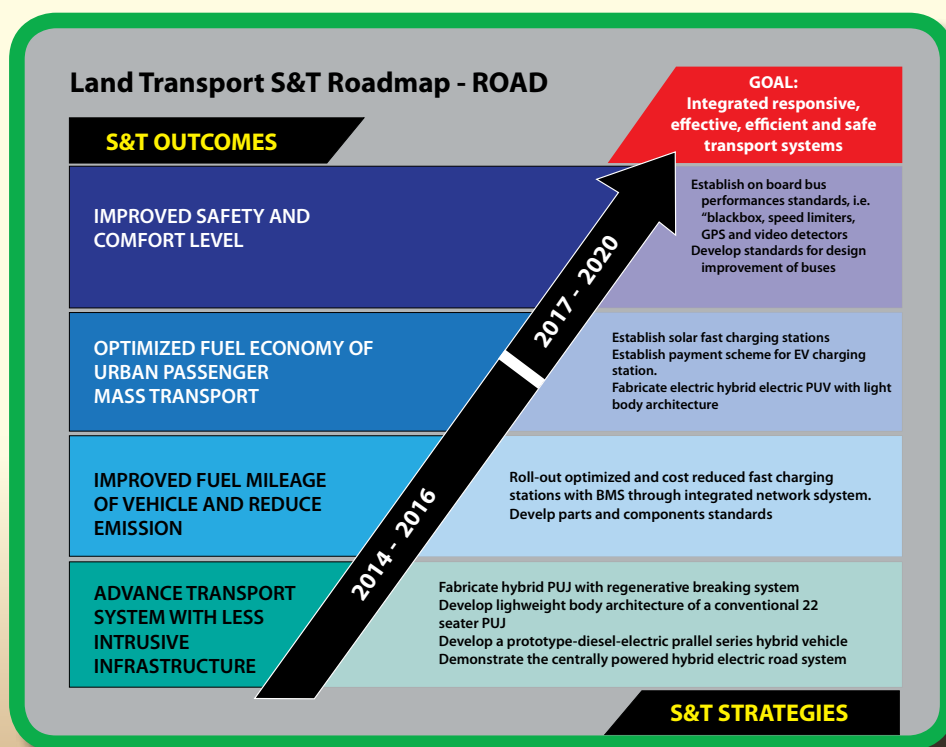 Land Transport S&T Roadmap - ROAD
GOAL:
Integrated responsive,
effective, efficient and safe
transport systems
S&T OUTCOMES
IMPROVED SAFETY AND
COMFORT LEVEL
Establish on board bus
performances standards, i.e.
"blackbox, speed limiters,
GPS and video detectors
Develop standards for design
improvement of buses
2017 - 2020
OPTIMIZED FUEL ECONOMY OF
URBAN PASSENGER
MASS TRANSPORT
Establish solar fast charging stations
Establish payment scheme for EV charging
station.
Fabricate electric hybrid electric PUV with light
body architecture
IMPROVED FUEL MILEAGE
OF VEHICLE AND REDUCE
EMISSION
Roll-out optimized and cost reduced fast charging
stations with BMS through integrated network sdystem.
Develp parts and components standards
2014 - 2016
ADVANCE TRANSPORT
SYSTEM WITH LESS
INTRUSIVE
INFRASTRUCTURE
Fabricate hybrid PUJ with regenerative breaking system
Develop lighweight body architecture of a conventional 22
seater PUJ
Develop a prototype-diesel-electric prallel series hybrid vehicle
Demonstrate the centrally powered hybrid electric road system
S&T STRATEGIES